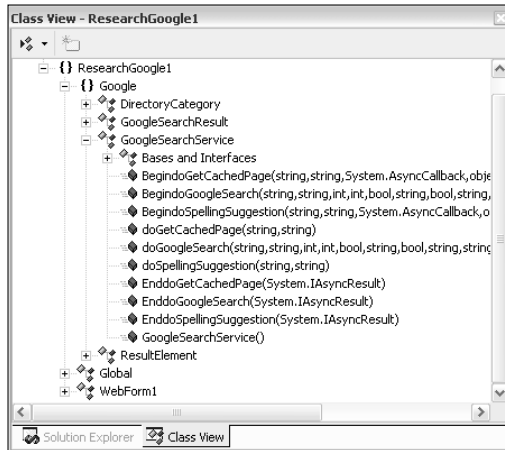 Class View - ResearchGoogle1
{} ResearchGoogle1
{} Google
DirectoryCategory
GoogleSearchResult
GoogleSearchService
Bases and Interfaces
BegindoGetCachedPage(string,string,System.AsyncCallback,obje
BegindoGoogleSearch(string,string,int,int,bool,string,bool,string,
BegindoSpellingSuggestion(string,string,System.AsyncCallback,o
doGetCachedPage(string,string)
doGoogleSearch(string,string,int,int,bool,string,bool,string,string
doSpellingSuggestion(string,string)
EnddoGetCachedPage(System.IAsyncResult)
EnddoGoogleSearch(System.IAsyncResult)
EnddoSpellingSuggestion(System.IAsyncResult)
GoogleSearchService()
ResultElement
Global
WebForm1
Solution Explorer Class View